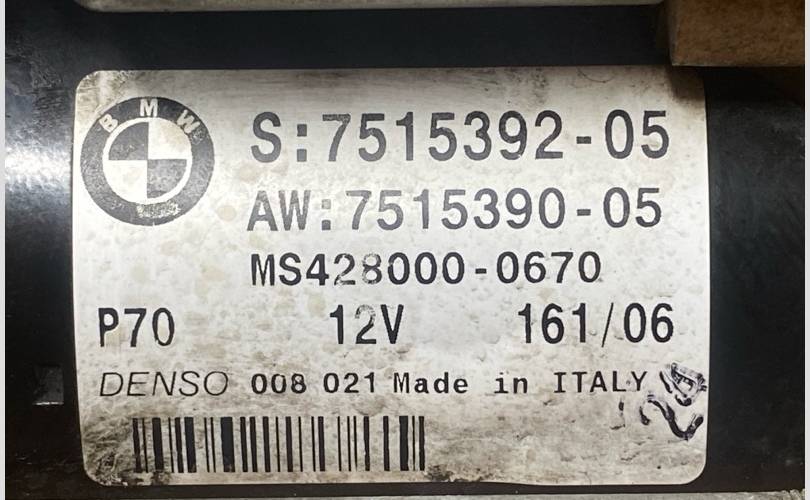 BMW
S:7515392-05
AW:7515390-05
MS428000-0670
P70 12V 161/06
DENSO 008 021 Made in ITALY